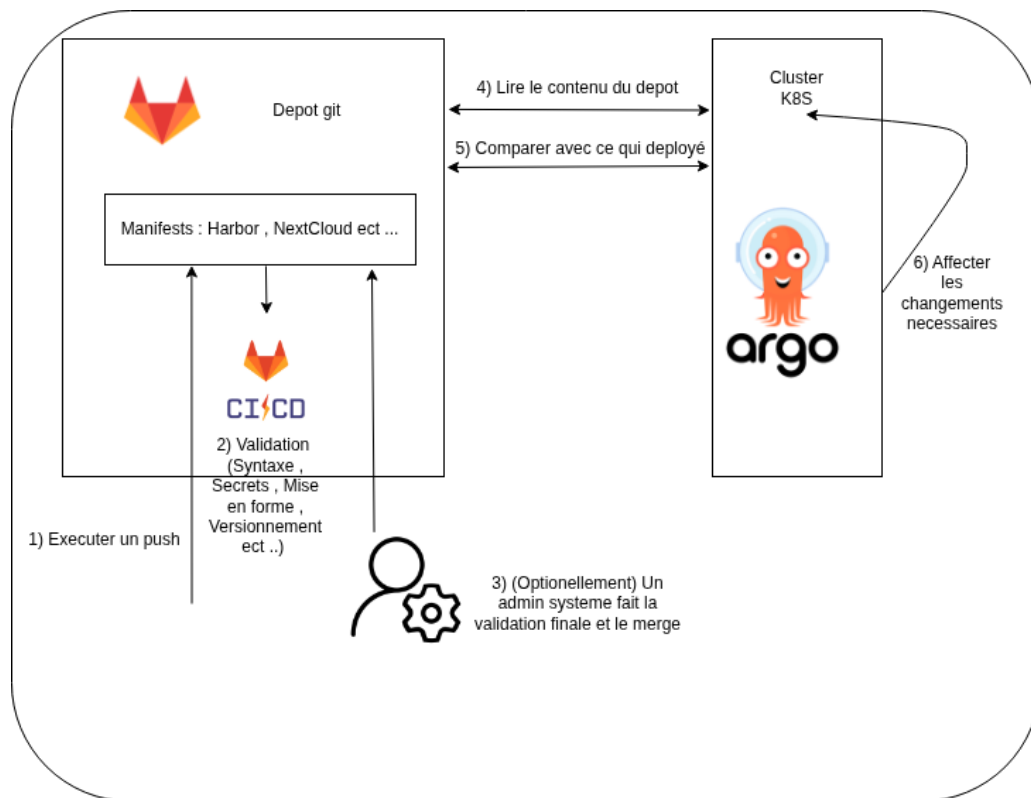 Depot git
Manifests : Harbor , NextCloud ect ...
CI CD
2) Validation
(Syntaxe ,
Secrets , Mise
en forme ,
Versionnement
ect ..)
1) Executer un push
3) (Optionellement) Un
admin systeme fait la
validation finale et le merge
4) Lire le contenu du depot
5) Comparer avec ce qui deployé
Cluster
K8S
argo
6) Affecter
les
changements
necessaires